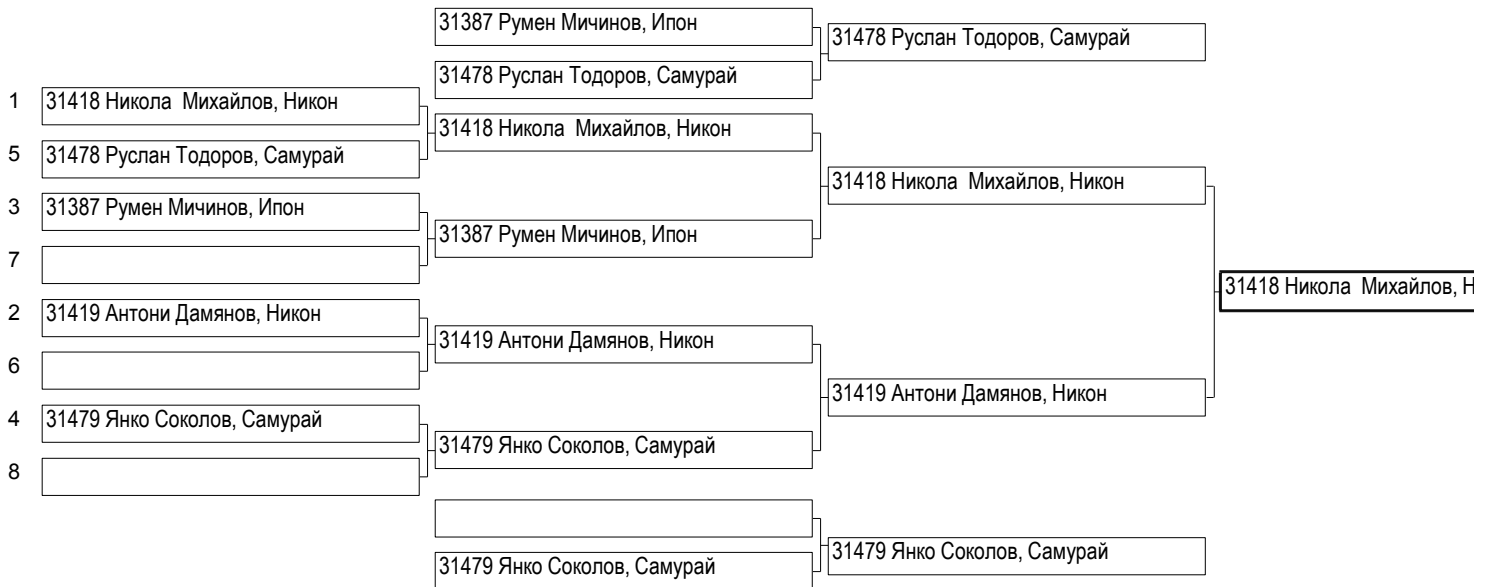 31387 Румен Мичинов, Ипон
31478 Руслан Тодоров, Самурай
31478 Руслан Тодоров, Самурай
1 31418 Никола Михайлов, Никон
31418 Никола Михайлов, Никон
5 31478 Руслан Тодоров, Самурай
31418 Никола Михайлов, Никон
3 31387 Румен Мичинов, Ипон
31387 Румен Мичинов, Ипон
7
31418 Никола Михайлов, Н
2 31419 Антони Дамянов, Никон
31419 Антони Дамянов, Никон
6
31419 Антони Дамянов, Никон
4 31479 Янко Соколов, Самурай
31479 Янко Соколов, Самурай
8
31479 Янко Соколов, Самурай
31479 Янко Соколов, Самурай